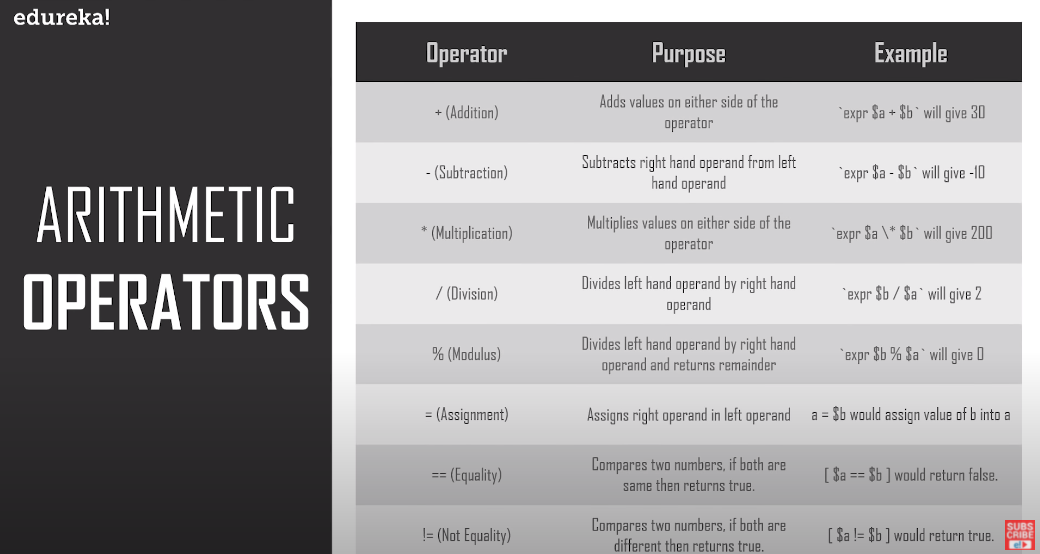 edureka!
ARITHMETIC
OPERATORS
Operator Purpose Example
+ (Addition) Adds values on either side of the operator `expr $a + $b` will give 30
- (Subtraction) Subtracts right hand operand from left hand operand `expr $a - $b` will give -10
* (Multiplication) Multiplies values on either side of the operator `expr $a \* $b` will give 200
/ (Division) Divides left hand operand by right hand operand `expr $b / $a` will give 2
% (Modulus) Divides left hand operand by right hand operand and returns remainder `expr $b % $a` will give 0
= (Assignment) Assigns right operand in left operand a = $b would assign value of b into a
== (Equality) Compares two numbers, if both are same then returns true. [ $a == $b ] would return false.
!= (Not Equality) Compares two numbers, if both are different then returns true. [ $a != $b ] would return true.
SUBS
CRIBE
e!